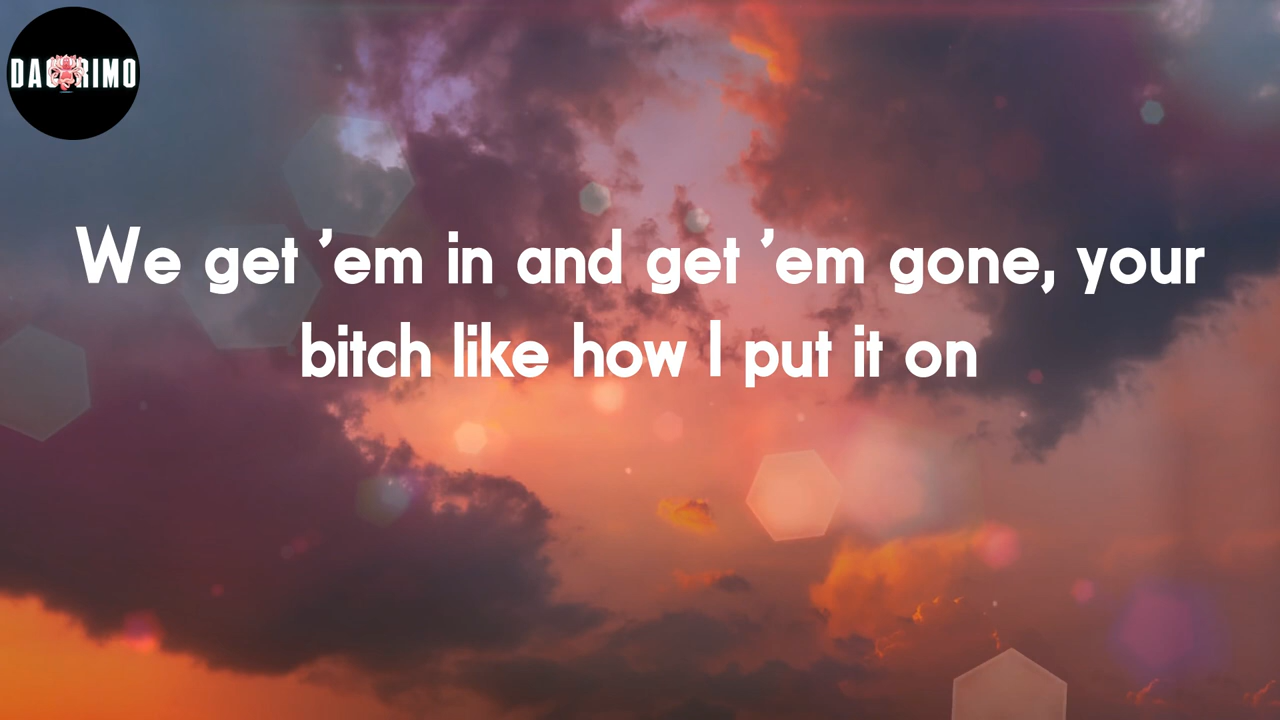 DACRIMO
We get 'em in and get 'em gone, your
bitch like how I put it on